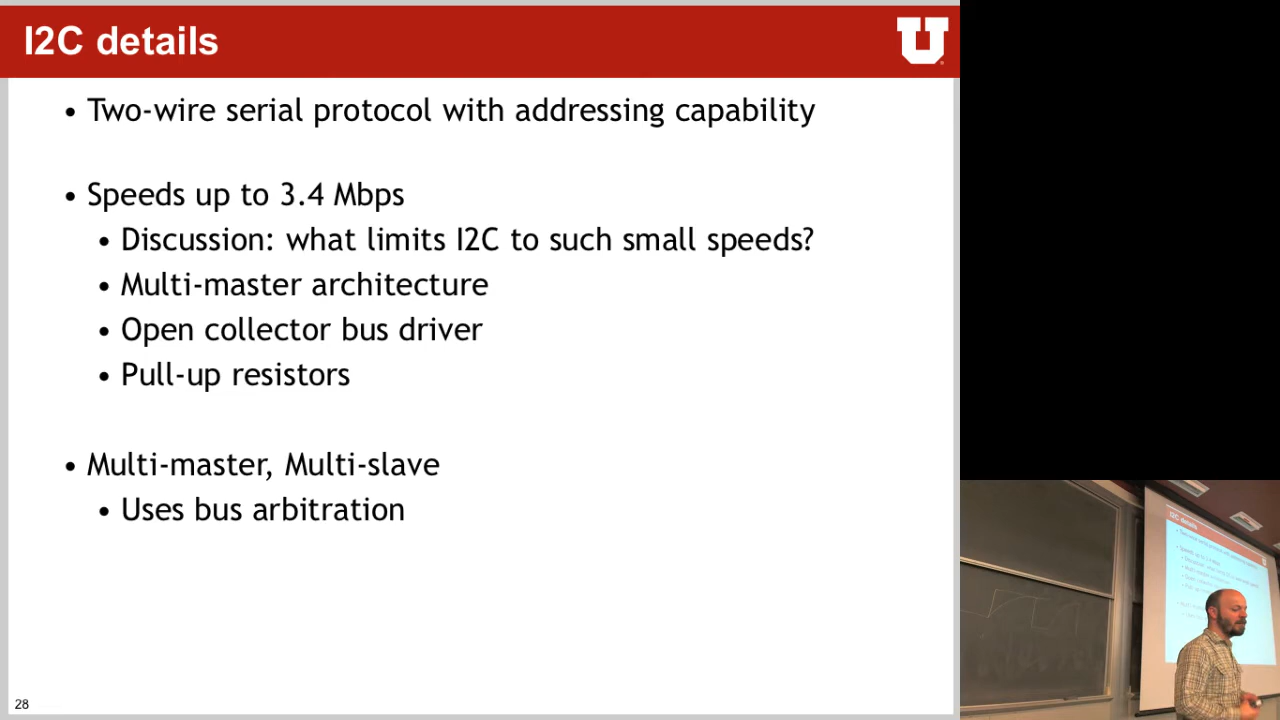 I2C details
U
• Two-wire serial protocol with addressing capability
• Speeds up to 3.4 Mbps
• Discussion: what limits I2C to such small speeds?
• Multi-master architecture
• Open collector bus driver
• Pull-up resistors
• Multi-master, Multi-slave
• Uses bus arbitration
28
I2C details